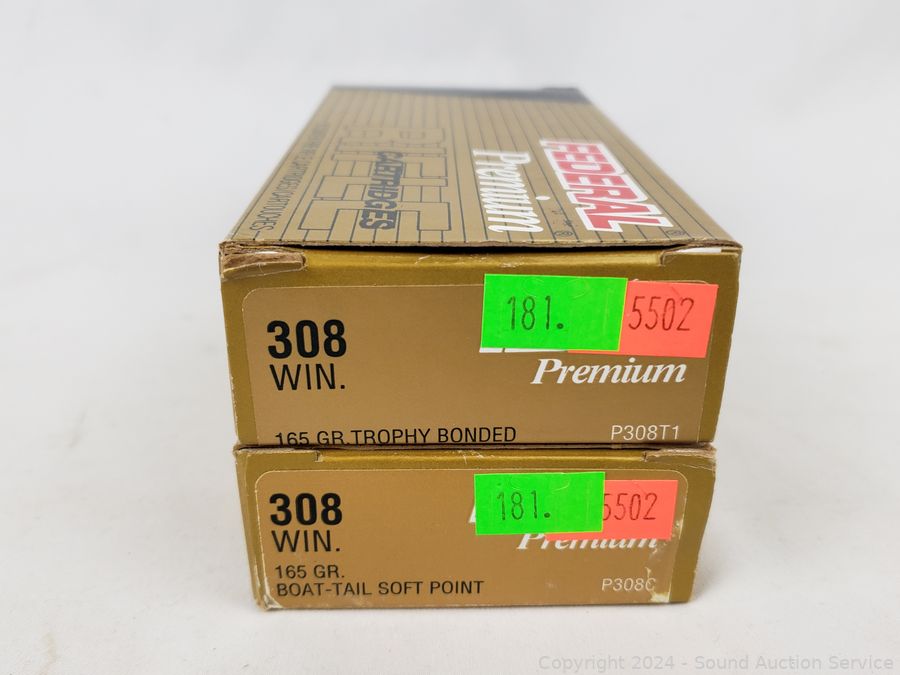 FEDERAL
Premium
RIFLE
CARTRIDGES
181.
5502
308
WIN.
Premium
165 GR. TROPHY BONDED
P308T1
181.
5502
308
WIN.
Premium
165 GR.
BOAT-TAIL SOFT POINT
P308C
Copyright 2024 - Sound Auction Service